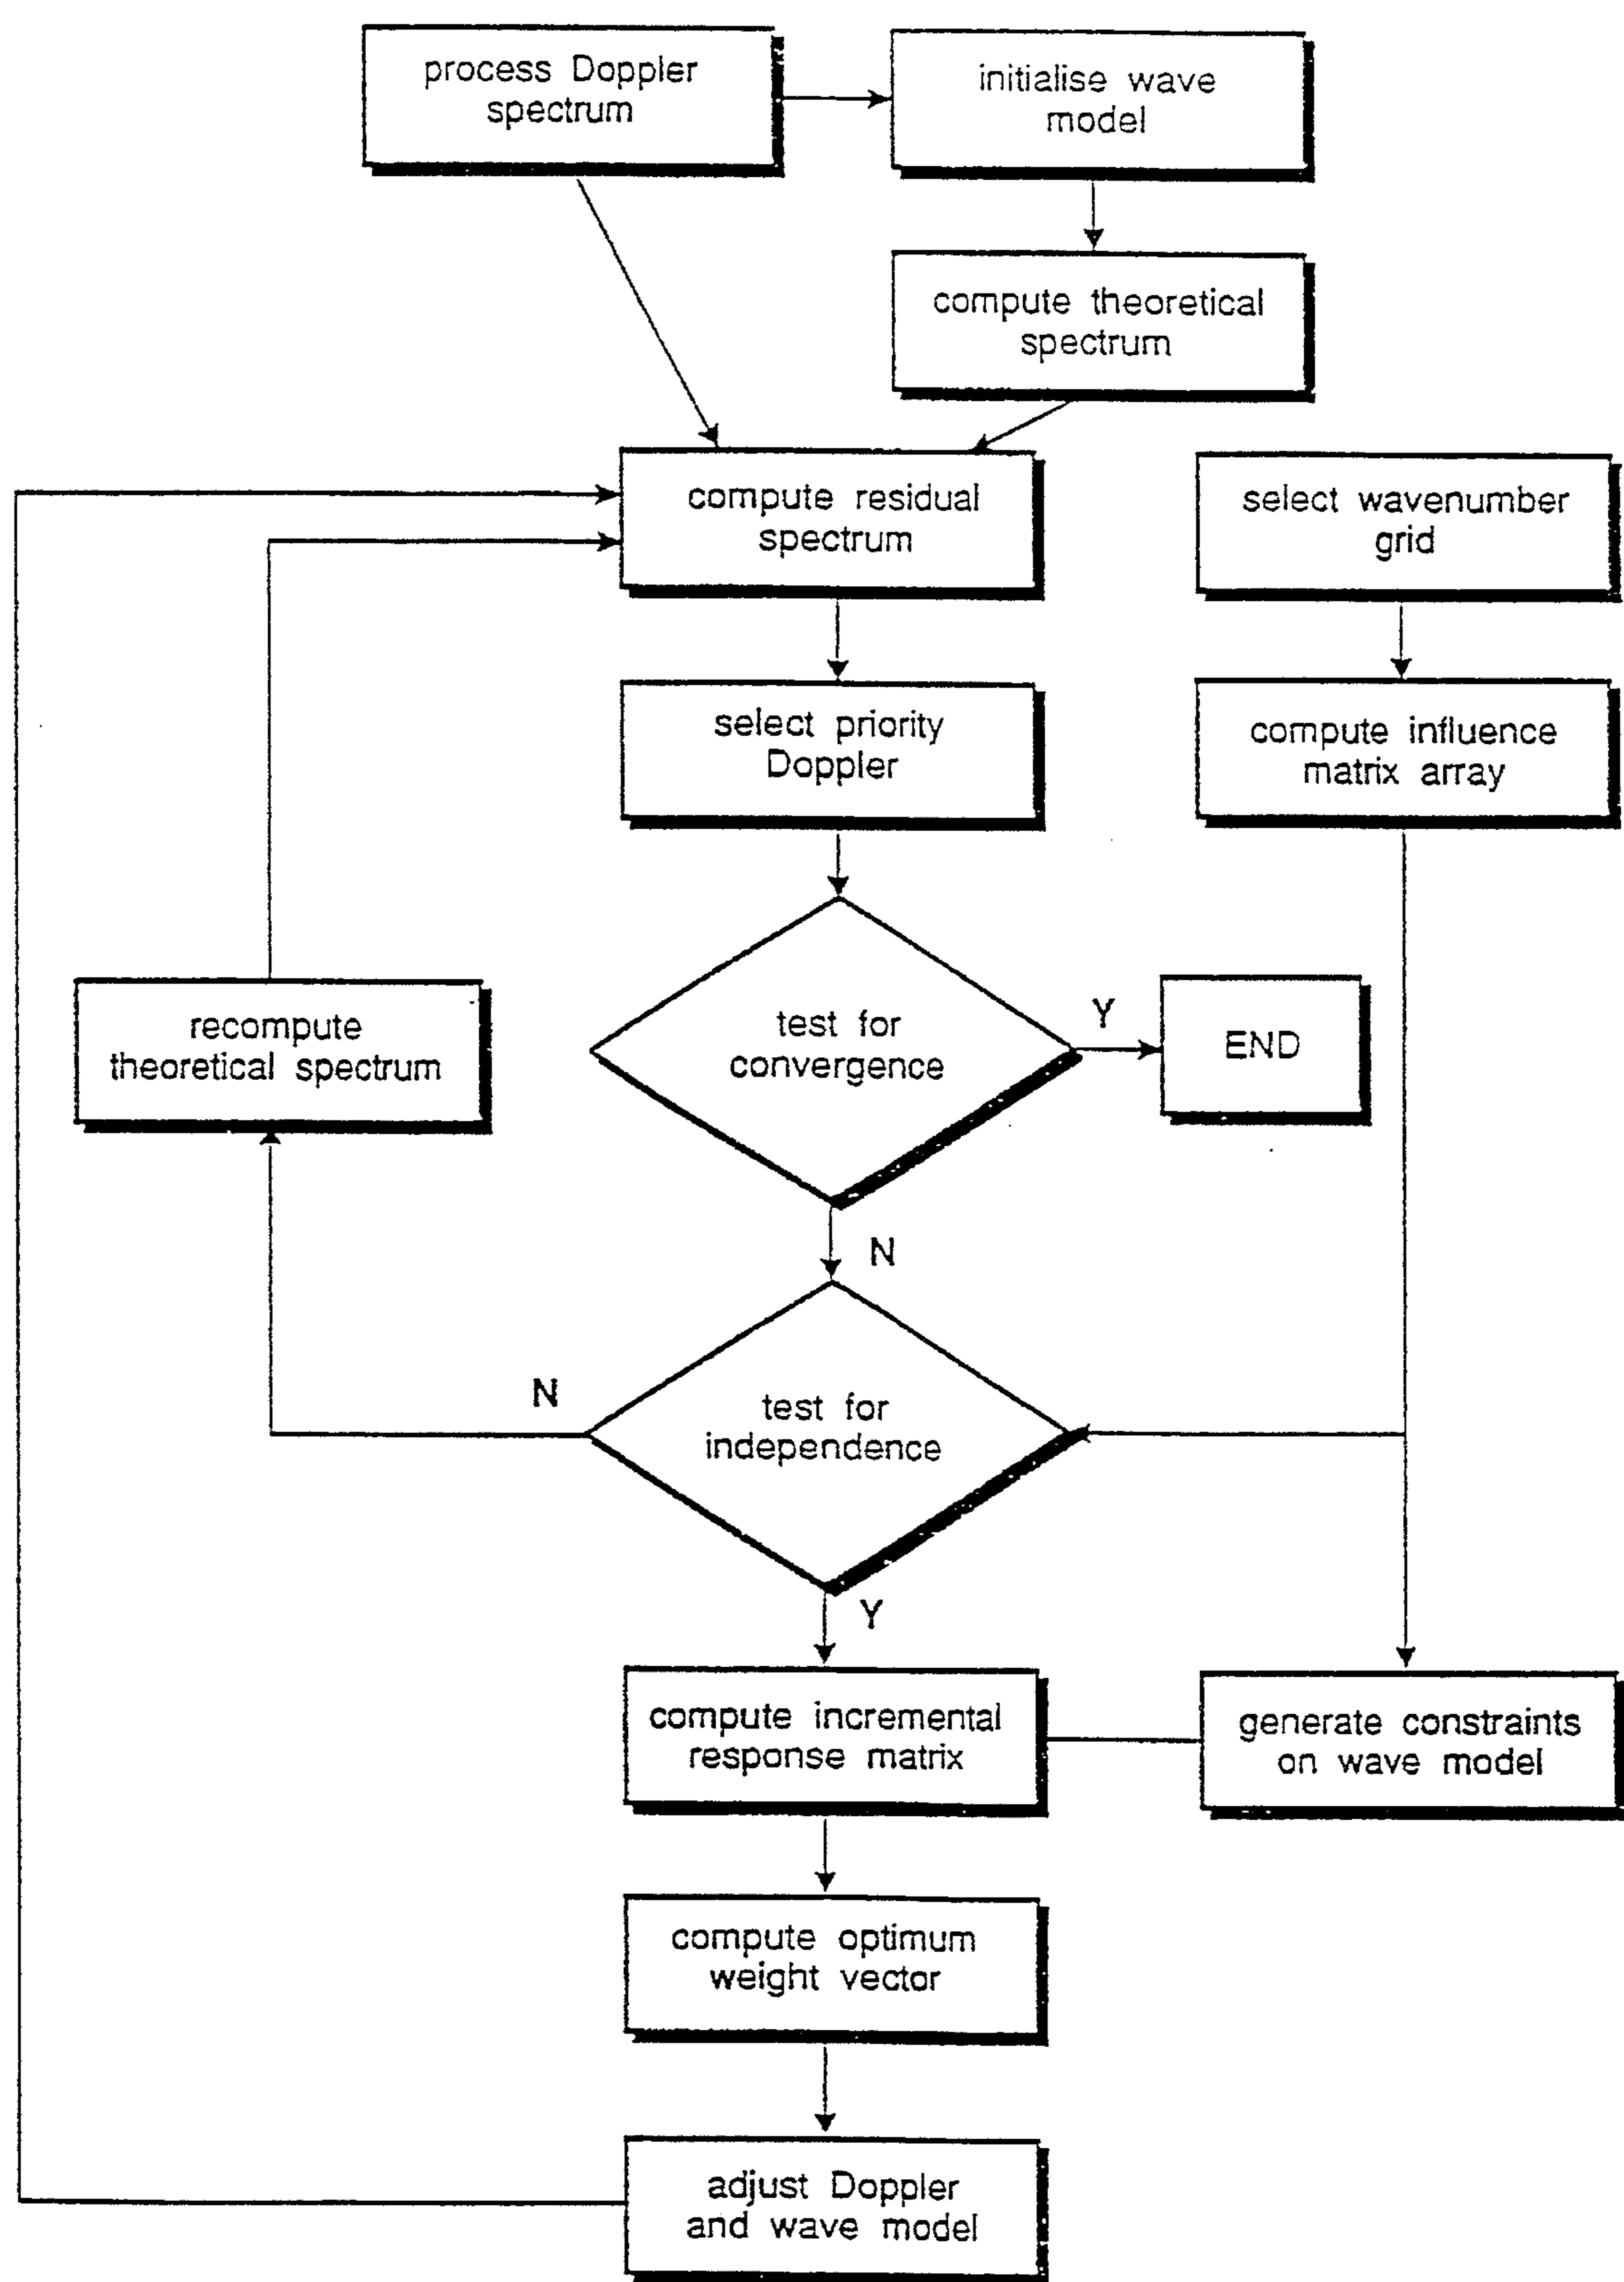 process Doppler
spectrum
initialise wave
model
compute theoretical
spectrum
compute residual
spectrum
select wavenumber
grid
select priority
Doppler
compute influence
matrix array
recompute
theoretical spectrum
test for
convergence
Y
END
N
test for
independence
N
Y
compute incremental
response matrix
generate constraints
on wave model
compute optimum
weight vector
adjust Doppler
and wave model